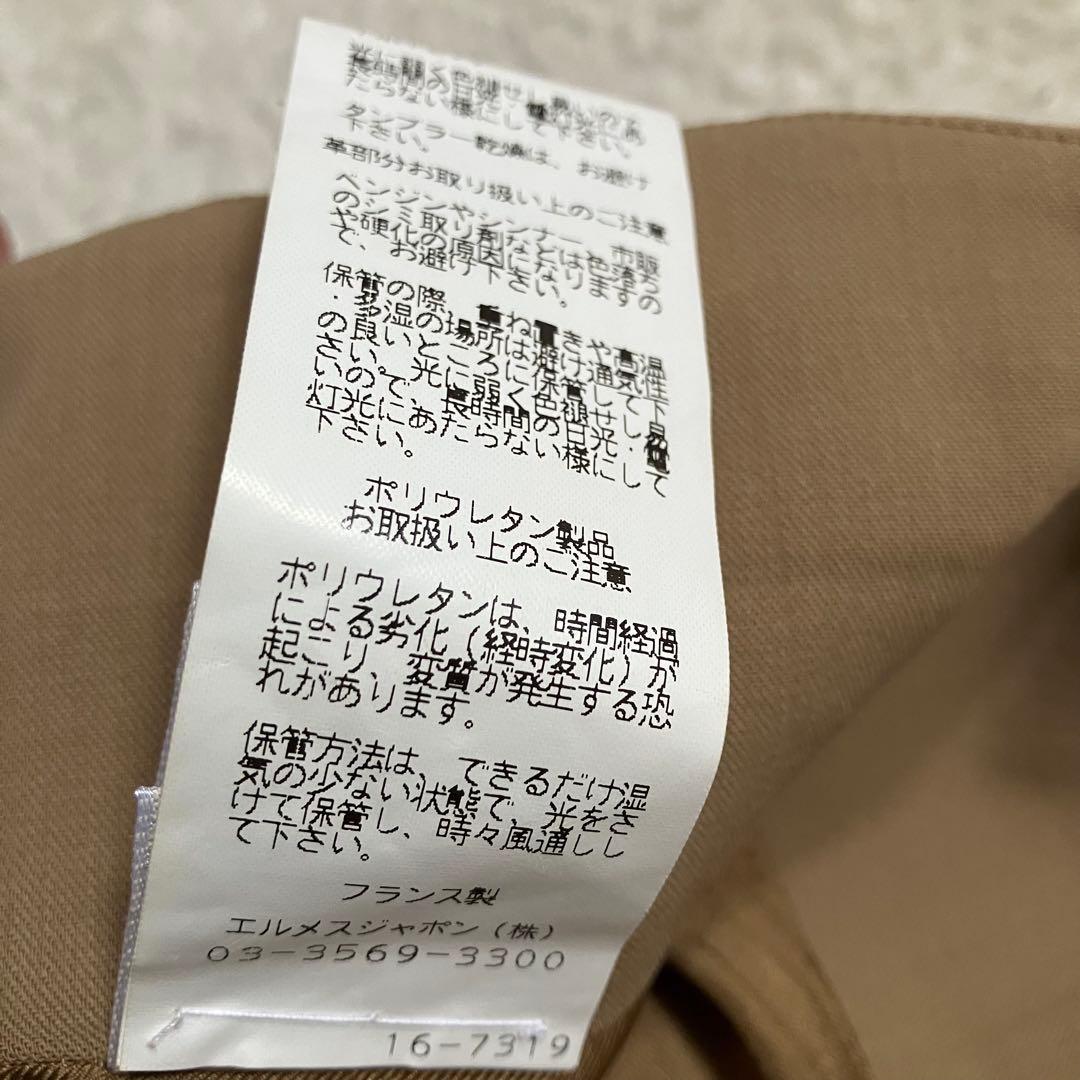 光に弱く色褪せし易いので
長時間の日光・電灯光にあ
たらない様にして下さい。
タンブラー乾燥は、お避け
下さい。
革部分お取り扱い上のご注意
ベンジンやシンナー、市販
のシミ取り剤などは色落ち
や硬化の原因になりますの
で、お避け下さい。
保管の際、重ね置きや高温
・多湿の場所は避け通気性
の良いところに保管して下
さい。光に弱く色褪せし易
いので、長時間の日光・電
灯光にあたらない様にして
下さい。
ポリウレタン製品
お取扱い上のご注意
ポリウレタンは、時間経過
による劣化(経時変化)が
起こり、変質が発生する恐
れがあります。
保管方法は、できるだけ湿
気の少ない状態で、光をさ
けて保管し、時々風通しし
て下さい。
フランス製
エルメスジャポン(株)
03-3569-3300
16-7319